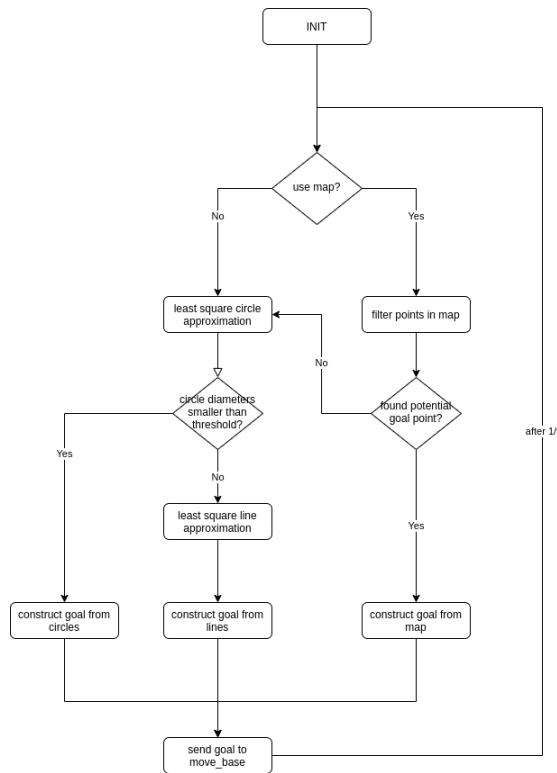 INIT
use map?
No
Yes
least square circle
approximation
filter points in map
No
circle diameters
smaller than
threshold?
found potential
goal point?
Yes
after 1/
No
least square line
approximation
Yes
construct goal from
circles
construct goal from
lines
construct goal from
map
send goal to
move_base